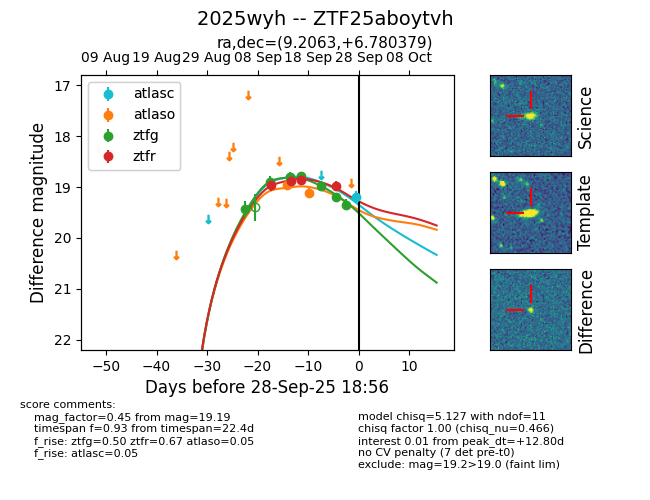 2025wyh -- ZTF25aboytvh
ra,dec=(9.2063,+6.780379)
09 Aug 19 Aug 29 Aug 08 Sep 18 Sep 28 Sep 08 Oct
atlasc
atlaso
ztfg
ztfr
17
18
19
20
21
22
Difference magnitude
−50 −40 −30 −20 −10 0 10
Days before 28-Sep-25 18:56
Science
Template
Difference
score comments:
mag_factor=0.45 from mag=19.19
timespan f=0.93 from timespan=22.4d
f_rise: ztfg=0.50 ztfr=0.67 atlaso=0.05
f_rise: atlasc=0.05
model chisq=5.127 with ndof=11
chisq factor 1.00 (chisq_nu=0.466)
interest 0.01 from peak_dt=+12.80d
no CV penalty (7 det pre-t0)
exclude: mag=19.2>19.0 (faint lim)